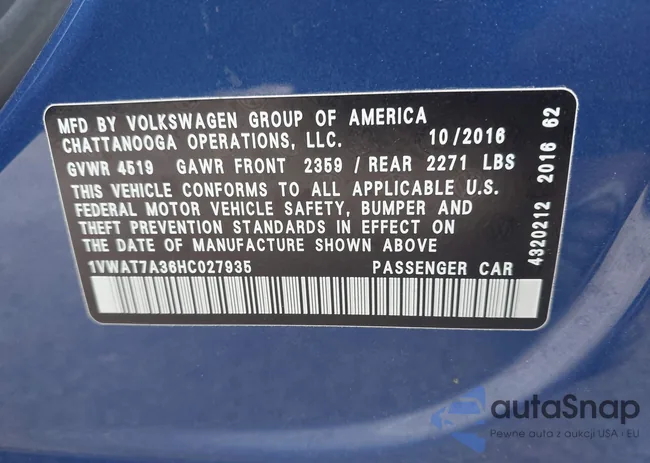 MFD BY VOLKSWAGEN GROUP OF AMERICA
CHATTANOOGA OPERATIONS, LLC. 10/2016
GVWR 4519 GAWR FRONT 2359 / REAR 2271 LBS
THIS VEHICLE CONFORMS TO ALL APPLICABLE U.S.
FEDERAL MOTOR VEHICLE SAFETY, BUMPER AND
THEFT PREVENTION STANDARDS IN EFFECT ON
THE DATE OF MANUFACTURE SHOWN ABOVE.
1VWAT7A36HC027935 PASSENGER CAR
4320212 2016 62
autaSnap
Pewne auta z aukcji USA i EU